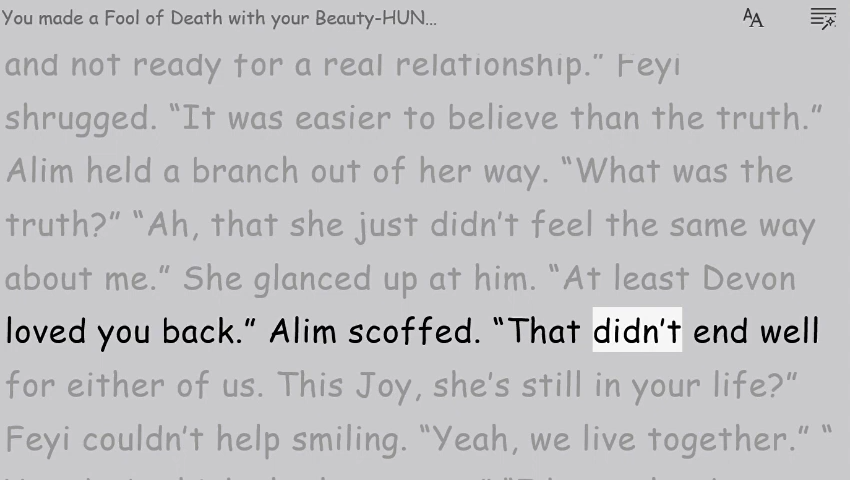 You made a Fool of Death with your Beauty-HUN...
AA
and not ready for a real relationship.” Feyi
shrugged. “It was easier to believe than the truth.”
Alim held a branch out of her way. “What was the
truth?” “Ah, that she just didn’t feel the same way
about me.” She glanced up at him. “At least Devon
loved you back.” Alim scoffed. “That didn’t end well
for either of us. This Joy, she’s still in your life?”
Feyi couldn’t help smiling. “Yeah, we live together.” “